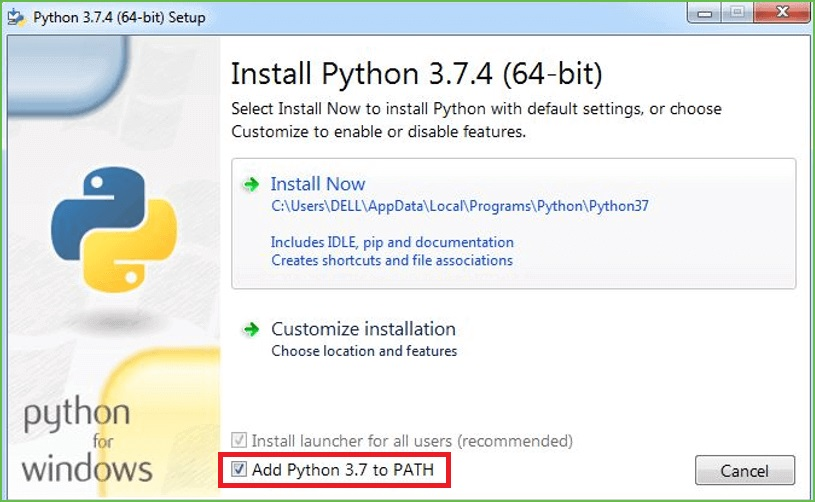 Python 3.7.4 (64-bit) Setup
Install Python 3.7.4 (64-bit)
Select Install Now to install Python with default settings, or choose
Customize to enable or disable features.
Install Now
C:\Users\DELL\AppData\Local\Programs\Python\Python37
Includes IDLE, pip and documentation
Creates shortcuts and file associations
Customize installation
Choose location and features
python
for
windows
Install launcher for all users (recommended)
Add Python 3.7 to PATH
Cancel